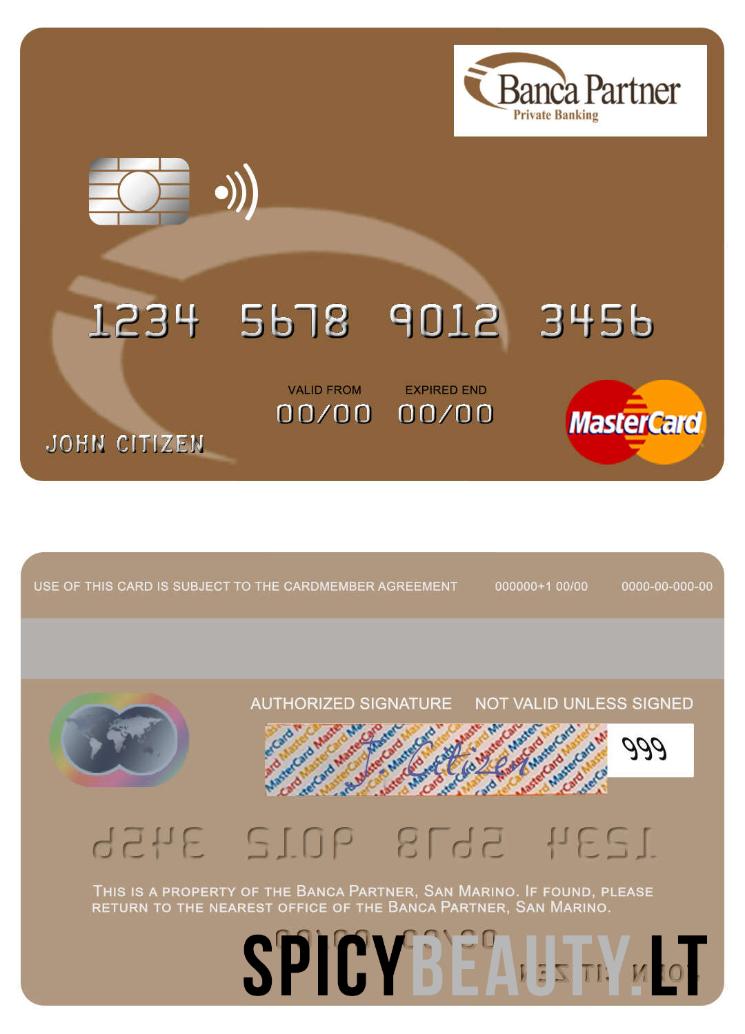 Banca Partner
Private Banking
1234 5678 9012 3456
VALID FROM EXPIRED END
00/00 00/00
JOHN CITIZEN
MasterCard
USE OF THIS CARD IS SUBJECT TO THE CARDMEMBER AGREEMENT 000000+1 00/00 0000-00-000-00
AUTHORIZED SIGNATURE NOT VALID UNLESS SIGNED
J. Citizen 999
THIS IS A PROPERTY OF THE BANCA PARTNER, SAN MARINO. IF FOUND, PLEASE
RETURN TO THE NEAREST OFFICE OF THE BANCA PARTNER, SAN MARINO.
SPICYBEAUTY.LT